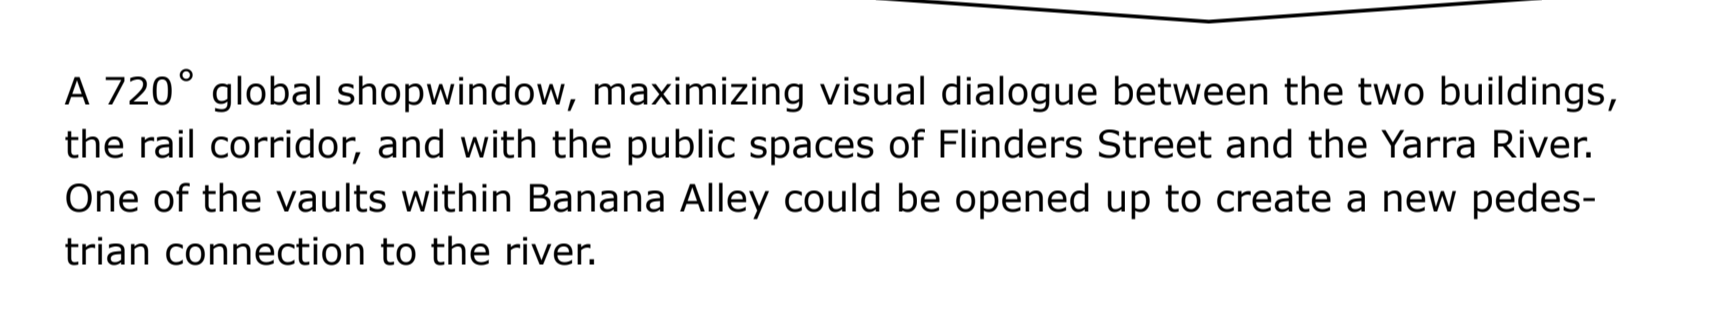 A 720° global shopwindow, maximizing visual dialogue between the two buildings,
the rail corridor, and with the public spaces of Flinders Street and the Yarra River.
One of the vaults within Banana Alley could be opened up to create a new pedes-
trian connection to the river.